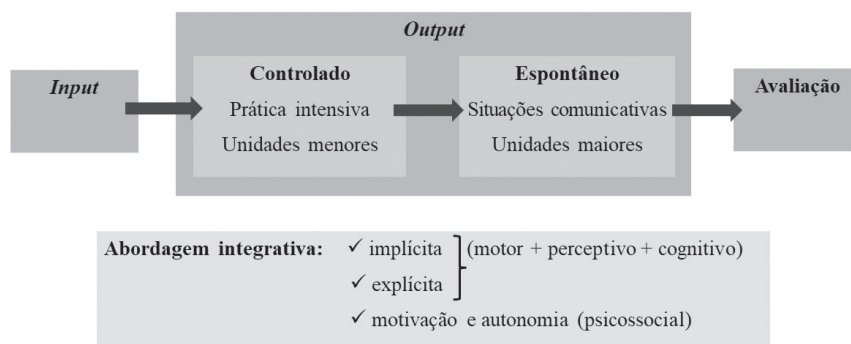 Output
Input
Controlado
Prática intensiva
Unidades menores
Espontâneo
Situações comunicativas
Unidades maiores
Avaliação
Abordagem integrativa: ✓ implícita (motor + perceptivo + cognitivo)
✓ explícita
✓ motivação e autonomia (psicossocial)